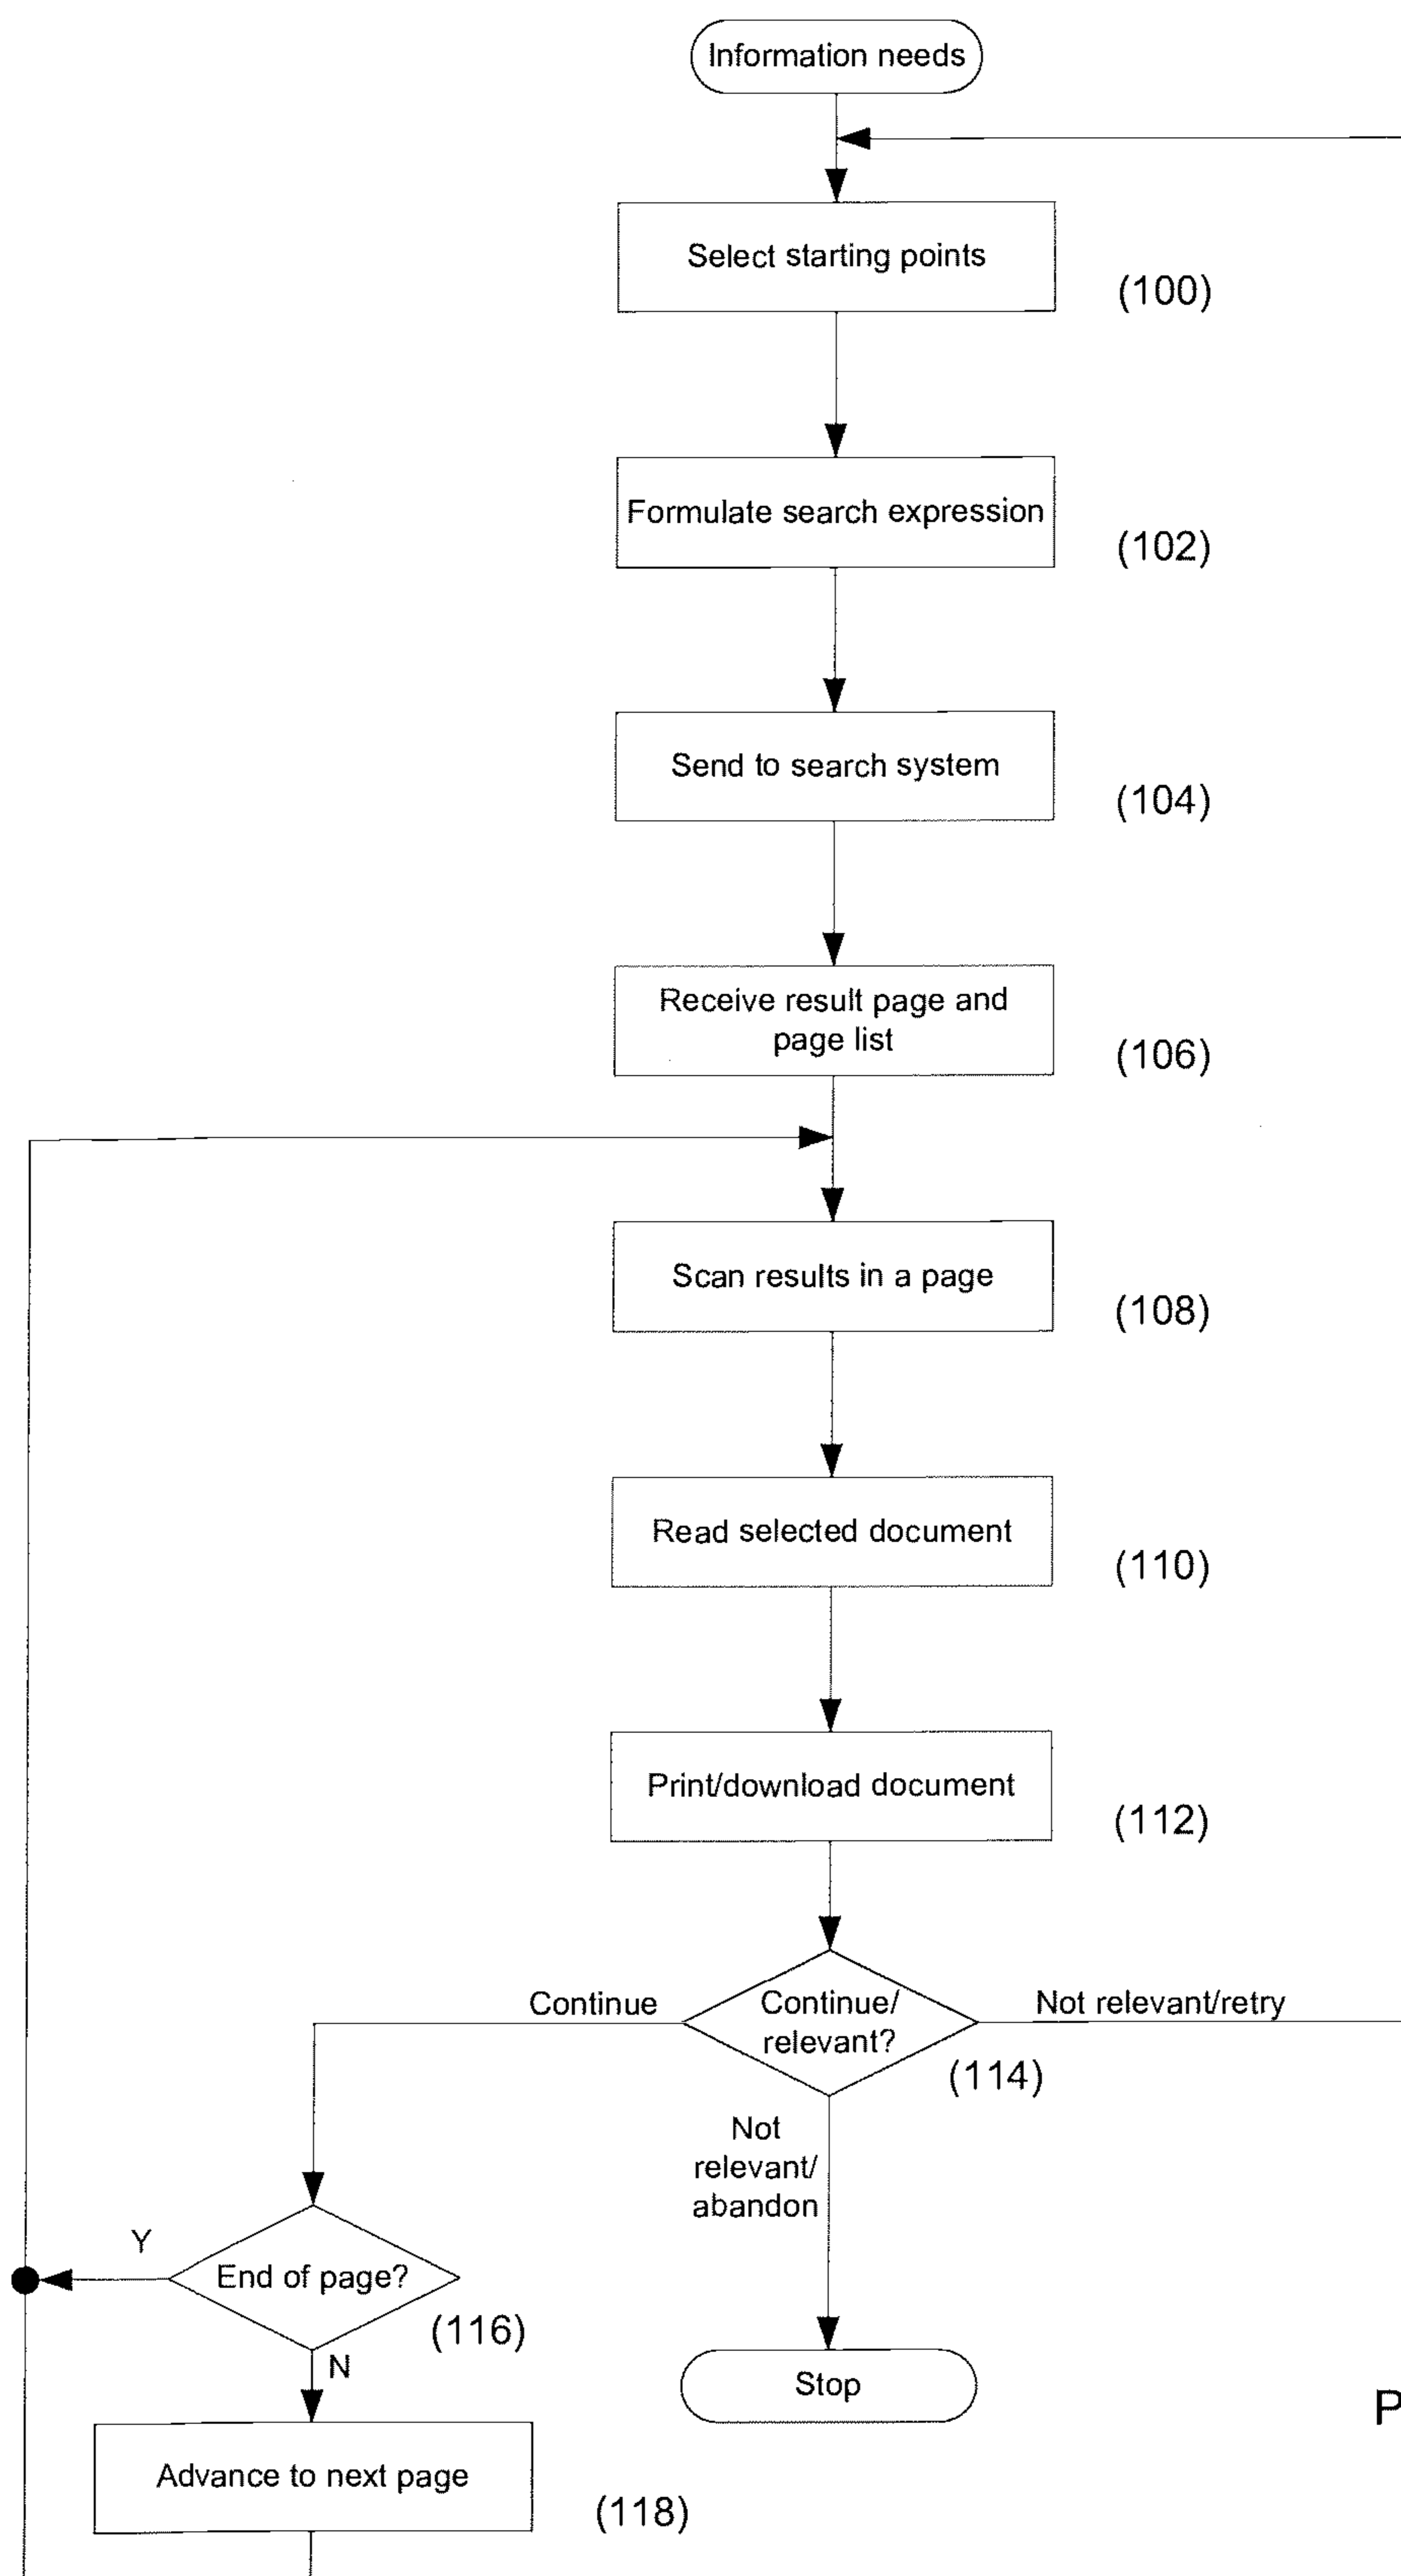 Information needs
Select starting points
(100)
Formulate search expression
(102)
Send to search system
(104)
Receive result page and
page list
(106)
Scan results in a page
(108)
Read selected document
(110)
Print/download document
(112)
Continue
Continue/
relevant?
Not relevant/retry
(114)
Not
relevant/
abandon
Y
End of page?
(116)
N
Stop
P
Advance to next page
(118)